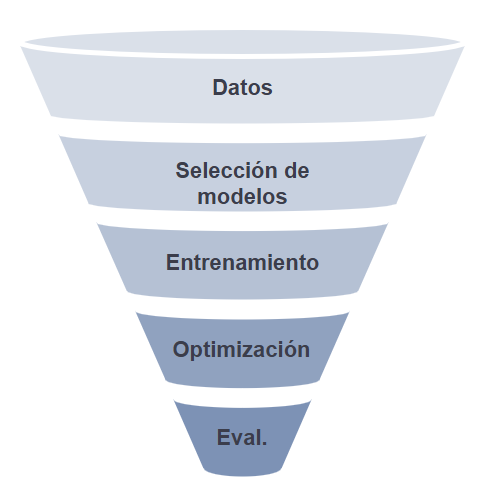 Datos
Selección de
modelos
Entrenamiento
Optimización
Eval.